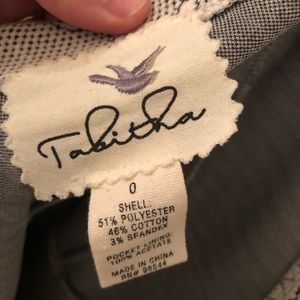 Tabitha
0
SHELL:
51% POLYESTER
46% COTTON
3% SPANDEX
POCKET LINING:
100% ACETATE
MADE IN CHINA
RN# 98544